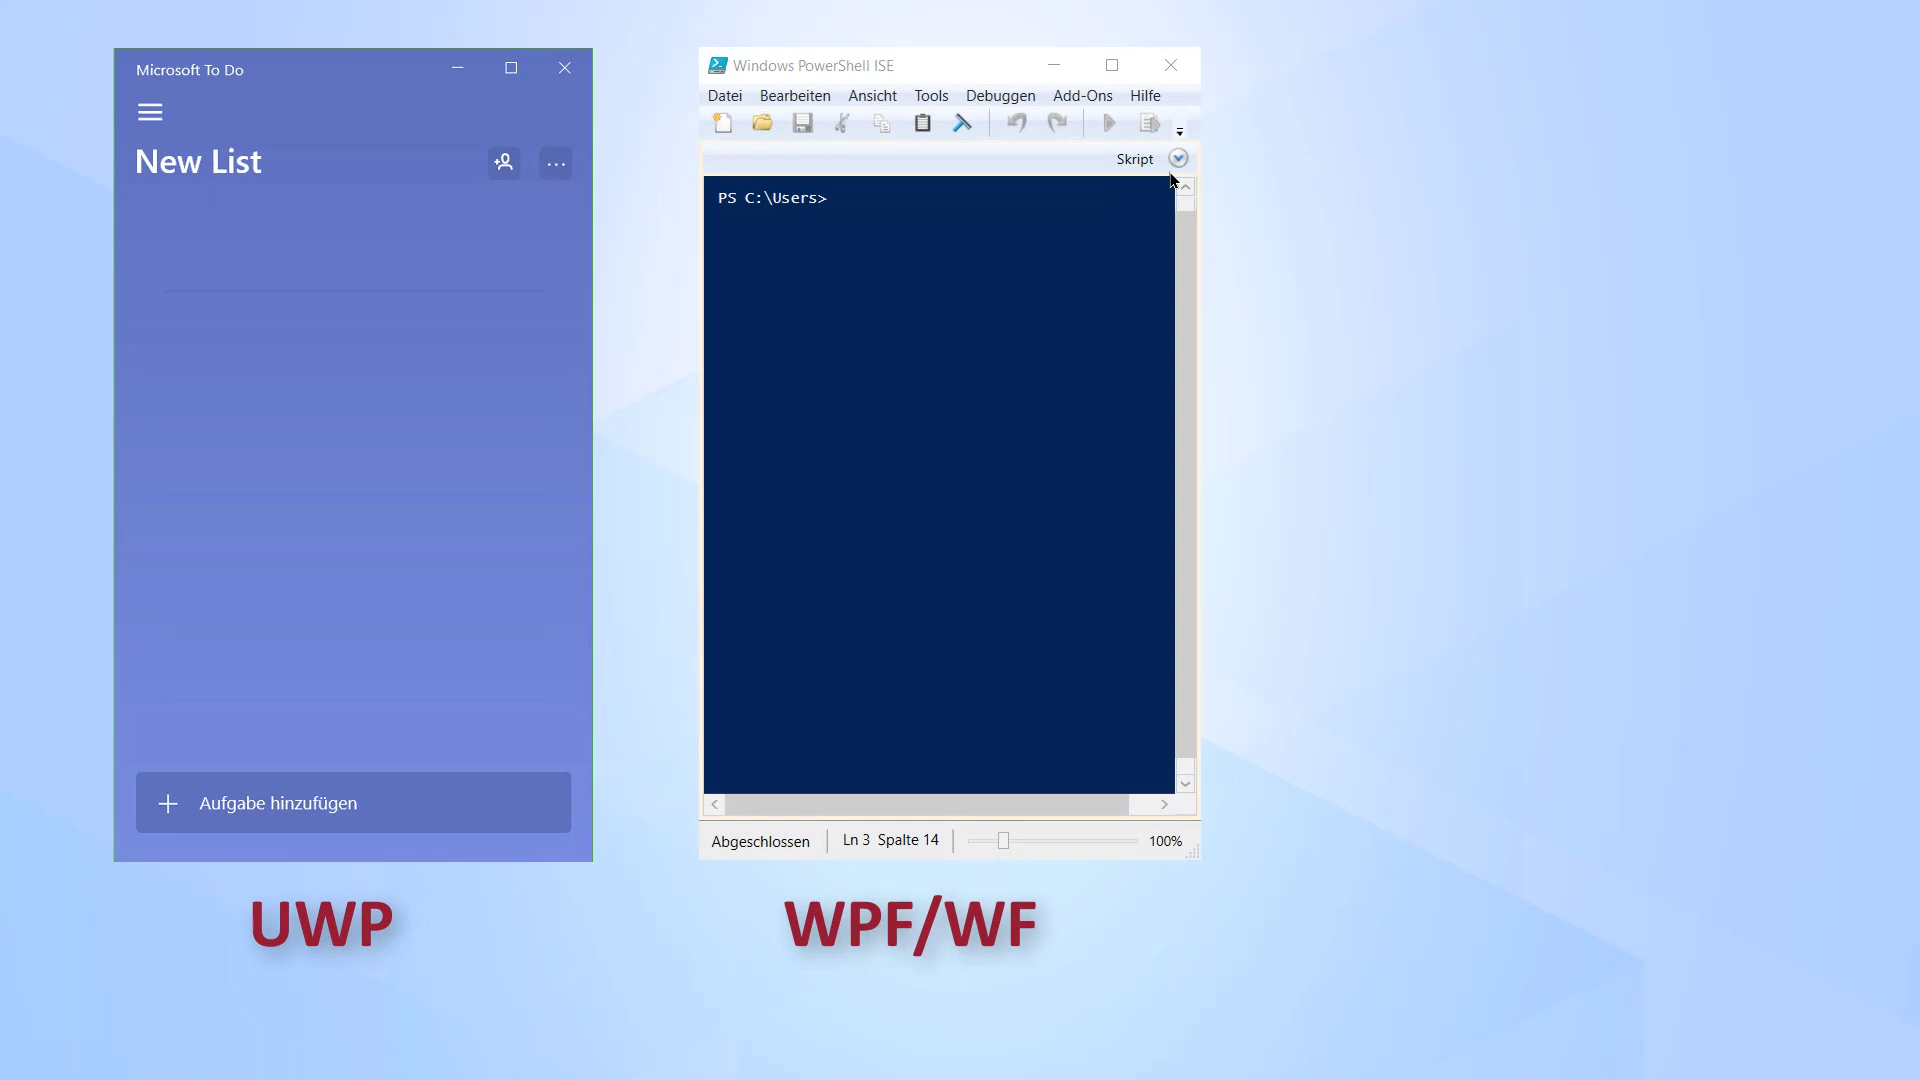 Microsoft To Do
New List
Aufgabe hinzufügen
UWP
Windows PowerShell ISE
Datei Bearbeiten Ansicht Tools Debuggen Add-Ons Hilfe
Skript
PS C:\Users>
Abgeschlossen Ln 3 Spalte 14 100%
WPF/WF